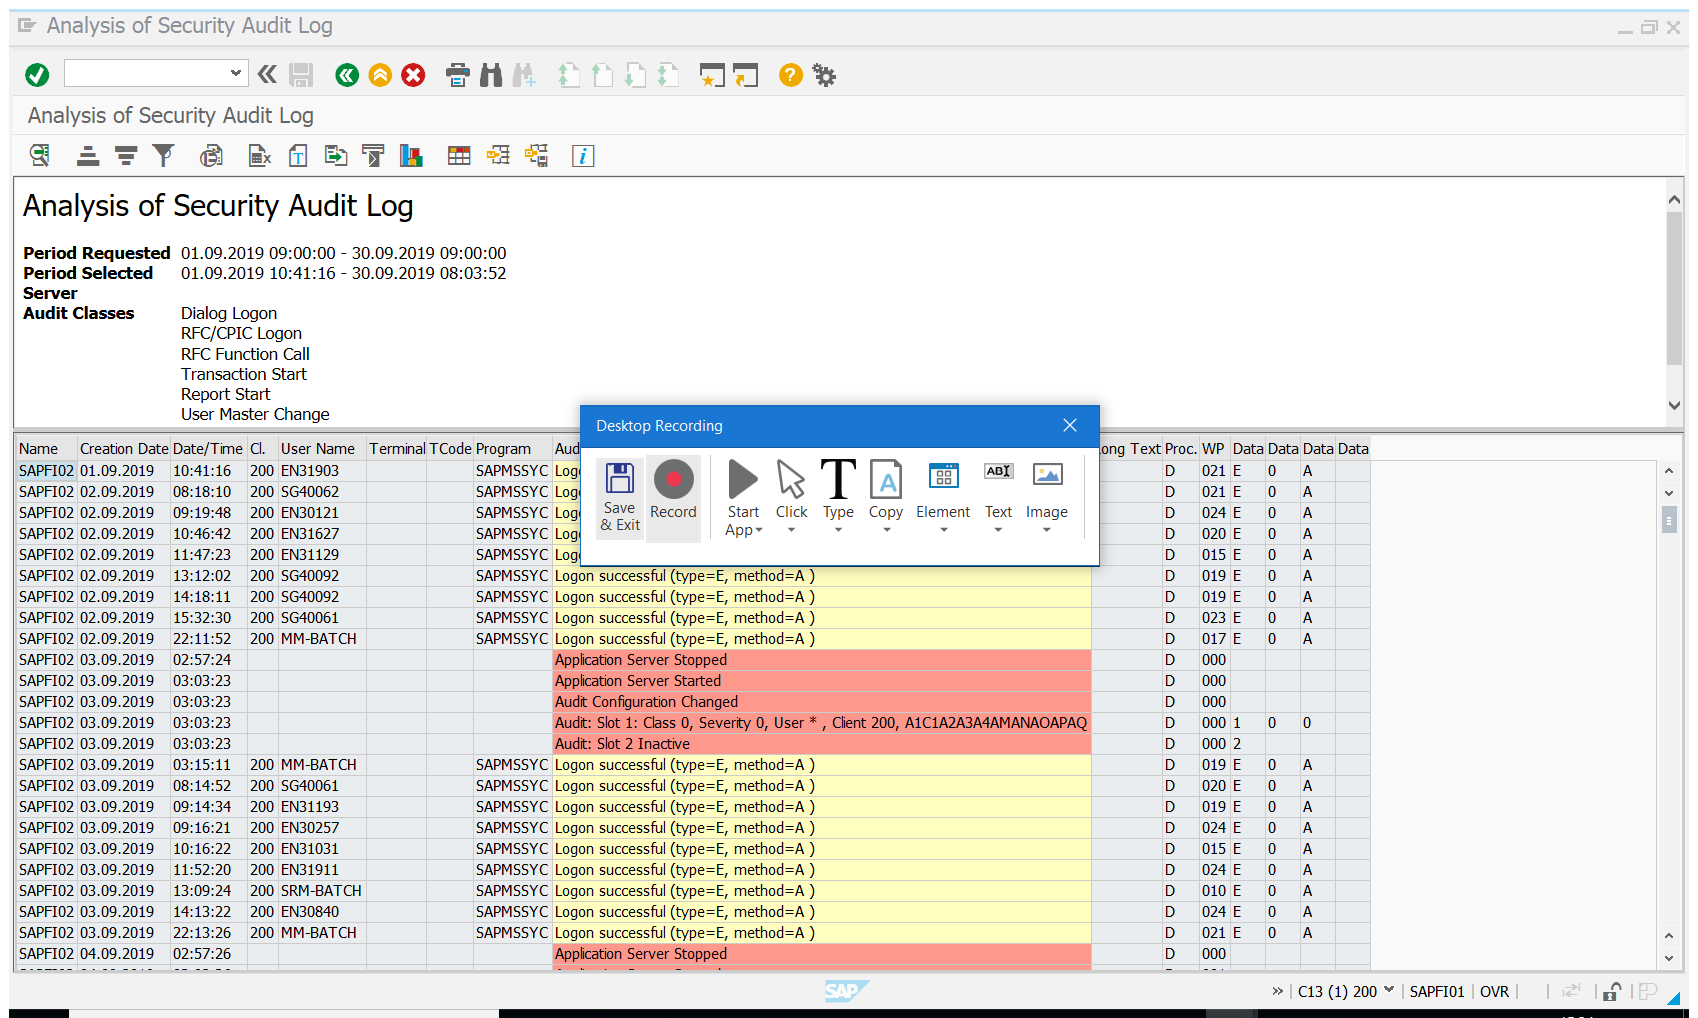 Analysis of Security Audit Log
Analysis of Security Audit Log
Analysis of Security Audit Log
Period Requested 01.09.2019 09:00:00 - 30.09.2019 09:00:00
Period Selected 01.09.2019 10:41:16 - 30.09.2019 08:03:52
Server
Audit Classes Dialog Logon
RFC/CPIC Logon
RFC Function Call
Transaction Start
Report Start
User Master Change
Desktop Recording
Save & Exit Record Start App Click Type Copy Element Text Image
Name Creation Date Date/Time Cl. User Name Terminal TCode Program Aud ong Text Proc. WP Data Data Data Data
SAPFI02 01.09.2019 10:41:16 200 EN31903 SAPMSSYC Logo D 021 E 0 A
SAPFI02 02.09.2019 08:18:10 200 SG40062 SAPMSSYC Logo D 021 E 0 A
SAPFI02 02.09.2019 09:19:48 200 EN30121 SAPMSSYC Logo D 024 E 0 A
SAPFI02 02.09.2019 10:46:42 200 EN31627 SAPMSSYC Logo D 020 E 0 A
SAPFI02 02.09.2019 11:47:23 200 EN31129 SAPMSSYC Logo D 015 E 0 A
SAPFI02 02.09.2019 13:12:02 200 SG40092 SAPMSSYC Logon successful (type=E, method=A ) D 019 E 0 A
SAPFI02 02.09.2019 14:18:11 200 SG40092 SAPMSSYC Logon successful (type=E, method=A ) D 019 E 0 A
SAPFI02 02.09.2019 15:32:30 200 SG40061 SAPMSSYC Logon successful (type=E, method=A ) D 023 E 0 A
SAPFI02 02.09.2019 22:11:52 200 MM-BATCH SAPMSSYC Logon successful (type=E, method=A ) D 017 E 0 A
SAPFI02 03.09.2019 02:57:24 Application Server Stopped D 000
SAPFI02 03.09.2019 03:03:23 Application Server Started D 000
SAPFI02 03.09.2019 03:03:23 Audit Configuration Changed D 000
SAPFI02 03.09.2019 03:03:23 Audit: Slot 1: Class 0, Severity 0, User * , Client 200, A1C1A2A3A4AMANAOAPAQ D 000 1 0 0
SAPFI02 03.09.2019 03:03:23 Audit: Slot 2 Inactive D 000 2
SAPFI02 03.09.2019 03:15:11 200 MM-BATCH SAPMSSYC Logon successful (type=E, method=A ) D 019 E 0 A
SAPFI02 03.09.2019 08:14:52 200 SG40061 SAPMSSYC Logon successful (type=E, method=A ) D 020 E 0 A
SAPFI02 03.09.2019 09:14:34 200 EN31193 SAPMSSYC Logon successful (type=E, method=A ) D 019 E 0 A
SAPFI02 03.09.2019 09:16:21 200 EN30257 SAPMSSYC Logon successful (type=E, method=A ) D 024 E 0 A
SAPFI02 03.09.2019 10:16:22 200 EN31031 SAPMSSYC Logon successful (type=E, method=A ) D 015 E 0 A
SAPFI02 03.09.2019 11:52:20 200 EN31911 SAPMSSYC Logon successful (type=E, method=A ) D 024 E 0 A
SAPFI02 03.09.2019 13:09:24 200 SRM-BATCH SAPMSSYC Logon successful (type=E, method=A ) D 010 E 0 A
SAPFI02 03.09.2019 14:13:22 200 EN30840 SAPMSSYC Logon successful (type=E, method=A ) D 024 E 0 A
SAPFI02 03.09.2019 22:13:26 200 MM-BATCH SAPMSSYC Logon successful (type=E, method=A ) D 021 E 0 A
SAPFI02 04.09.2019 02:57:26 Application Server Stopped D 000
SAP » C13 (1) 200 SAPFI01 OVR